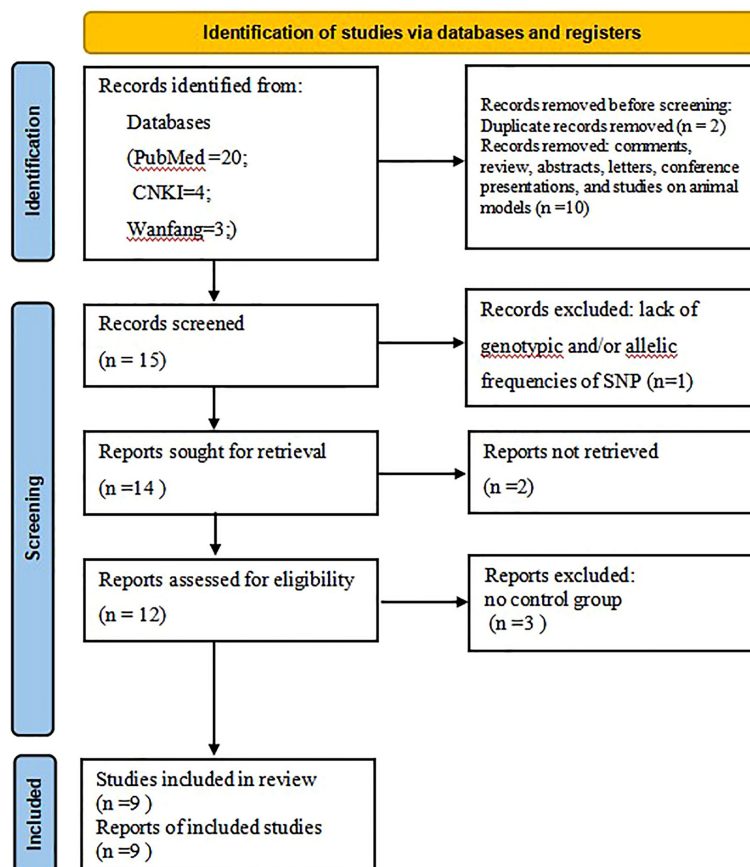 Identification of studies via databases and registers
Identification
Records identified from:
Databases
(PubMed =20;
CNKI=4;
Wanfang=3;)
Records removed before screening:
Duplicate records removed (n = 2)
Records removed: comments,
review, abstracts, letters, conference
presentations, and studies on animal
models (n =10)
Screening
Records screened
(n = 15)
Records excluded: lack of
genotypic and/or allelic
frequencies of SNP (n=1)
Reports sought for retrieval
(n =14 )
Reports not retrieved
(n =2)
Reports assessed for eligibility
(n = 12)
Reports excluded:
no control group
(n =3 )
Included
Studies included in review
(n =9 )
Reports of included studies
(n =9 )